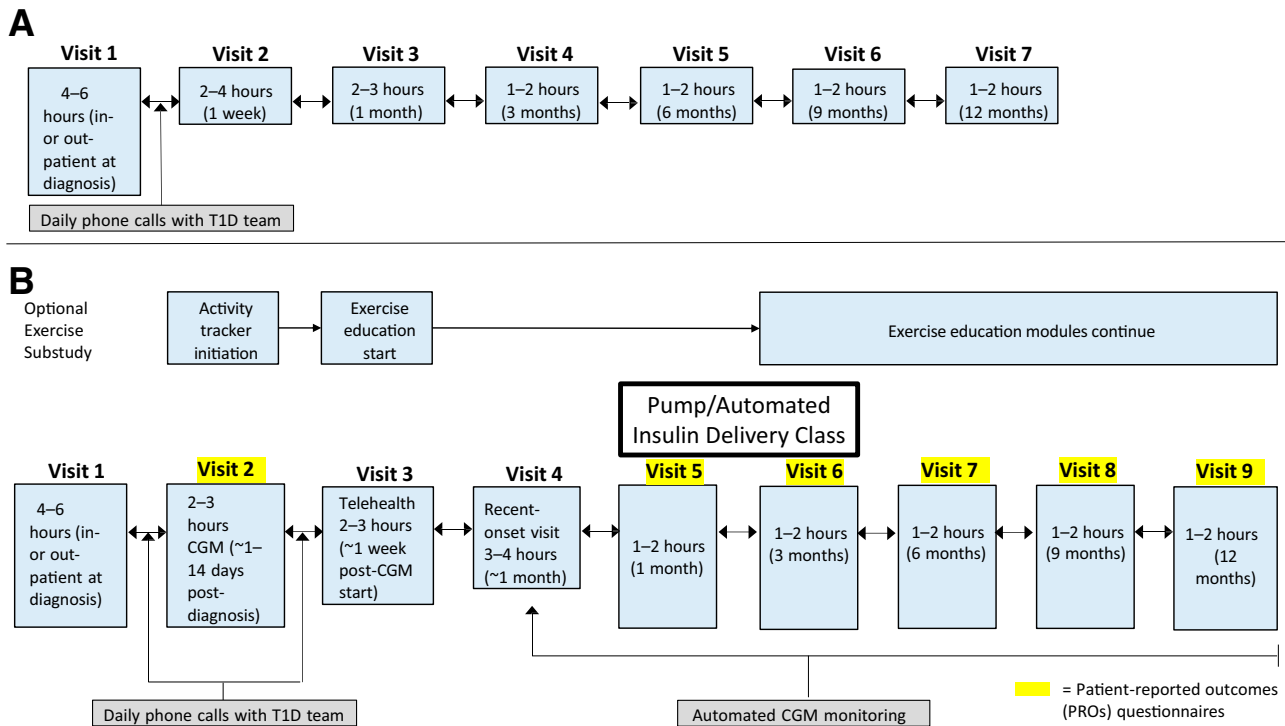 A
Visit 1
4–6
hours (in-
or out-
patient at
diagnosis)
Visit 2
2–4 hours
(1 week)
Visit 3
2–3 hours
(1 month)
Visit 4
1–2 hours
(3 months)
Visit 5
1–2 hours
(6 months)
Visit 6
1–2 hours
(9 months)
Visit 7
1–2 hours
(12 months)
Daily phone calls with T1D team
B
Optional
Exercise
Substudy
Activity
tracker
initiation
Exercise
education
start
Exercise education modules continue
Pump/Automated
Insulin Delivery Class
Visit 1
4–6
hours (in-
or out-
patient at
diagnosis)
Visit 2
2–3
hours
CGM (~1–
14 days
post-
diagnosis)
Visit 3
Telehealth
2–3 hours
(~1 week
post-CGM
start)
Visit 4
Recent-
onset visit
3–4 hours
(~1 month)
Visit 5
1–2 hours
(1 month)
Visit 6
1–2 hours
(3 months)
Visit 7
1–2 hours
(6 months)
Visit 8
1–2 hours
(9 months)
Visit 9
1–2 hours
(12
months)
Daily phone calls with T1D team
Automated CGM monitoring
= Patient-reported outcomes
(PROs) questionnaires